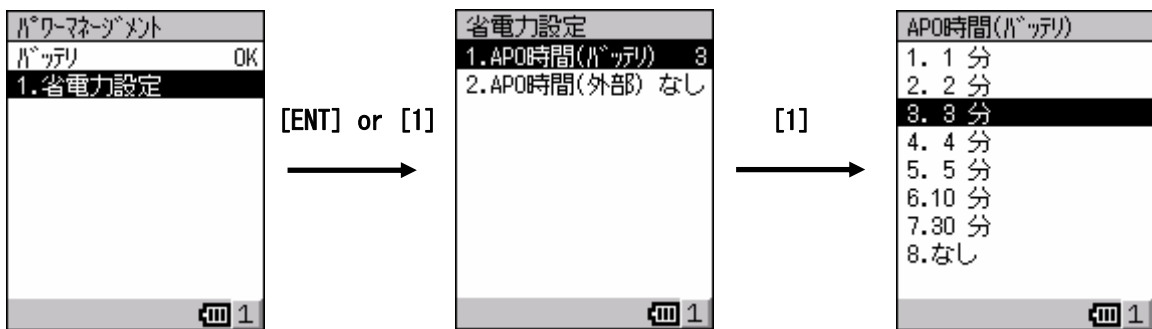 ﾊﾟﾜｰﾏﾈｰｼﾞﾒﾝﾄ
ﾊﾞｯﾃﾘ OK
1.省電力設定
1
[ENT] or [1]
省電力設定
1.APO時間(ﾊﾞｯﾃﾘ) 3
2.APO時間(外部) なし
1
[1]
APO時間(ﾊﾞｯﾃﾘ)
1. 1 分
2. 2 分
3. 3 分
4. 4 分
5. 5 分
6.10 分
7.30 分
8.なし
1